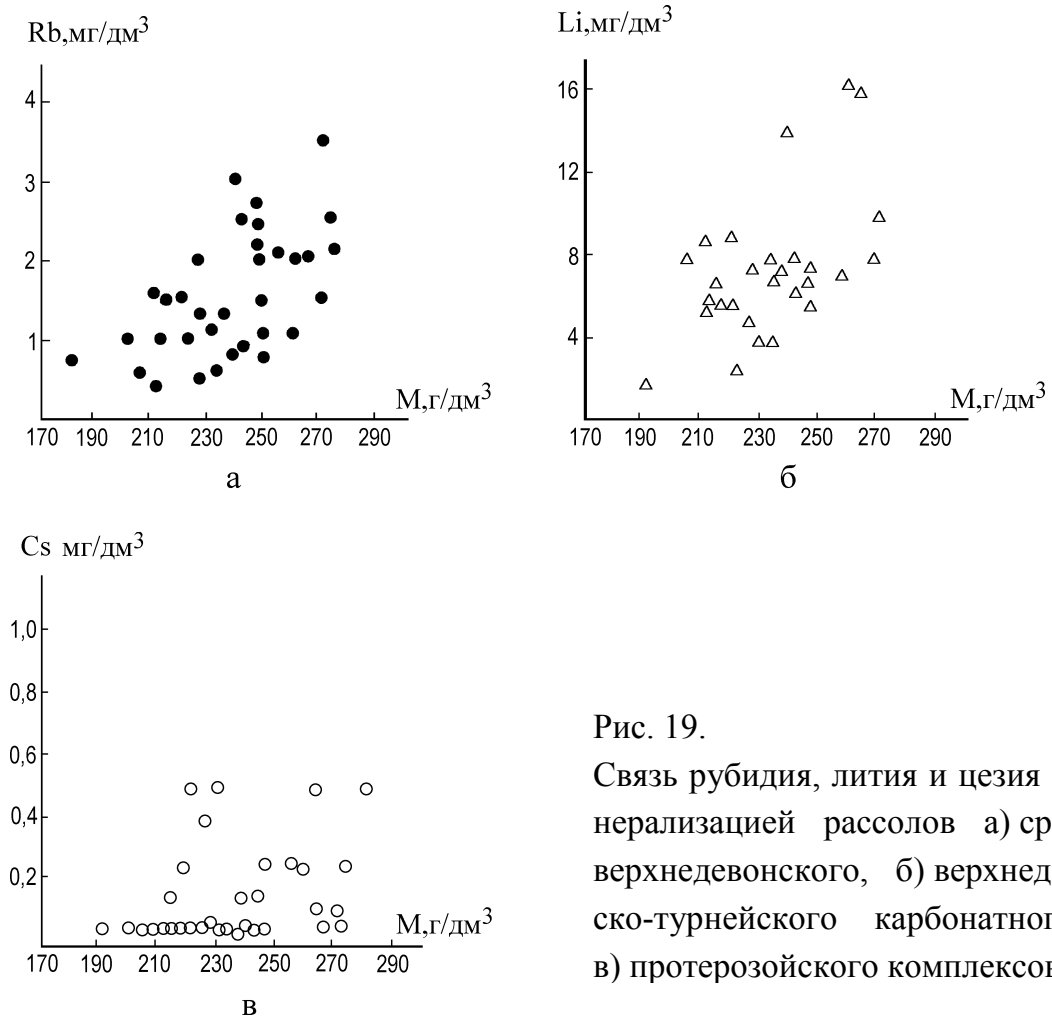 Rb,мг/дм³
4
3
2
1
М,г/дм³
170 190 210 230 250 270 290
а
Li,мг/дм³
16
12
8
4
М,г/дм³
170 190 210 230 250 270 290
б
Cs мг/дм³
1,0
0,8
0,6
0,4
0,2
М,г/дм³
170 190 210 230 250 270 290
в
Рис. 19.
Связь рубидия, лития и цезия
нерализацией рассолов а) ср
верхнедевонского, б) верхнед
ско-турнейского карбонатног
в) протерозойского комплексов